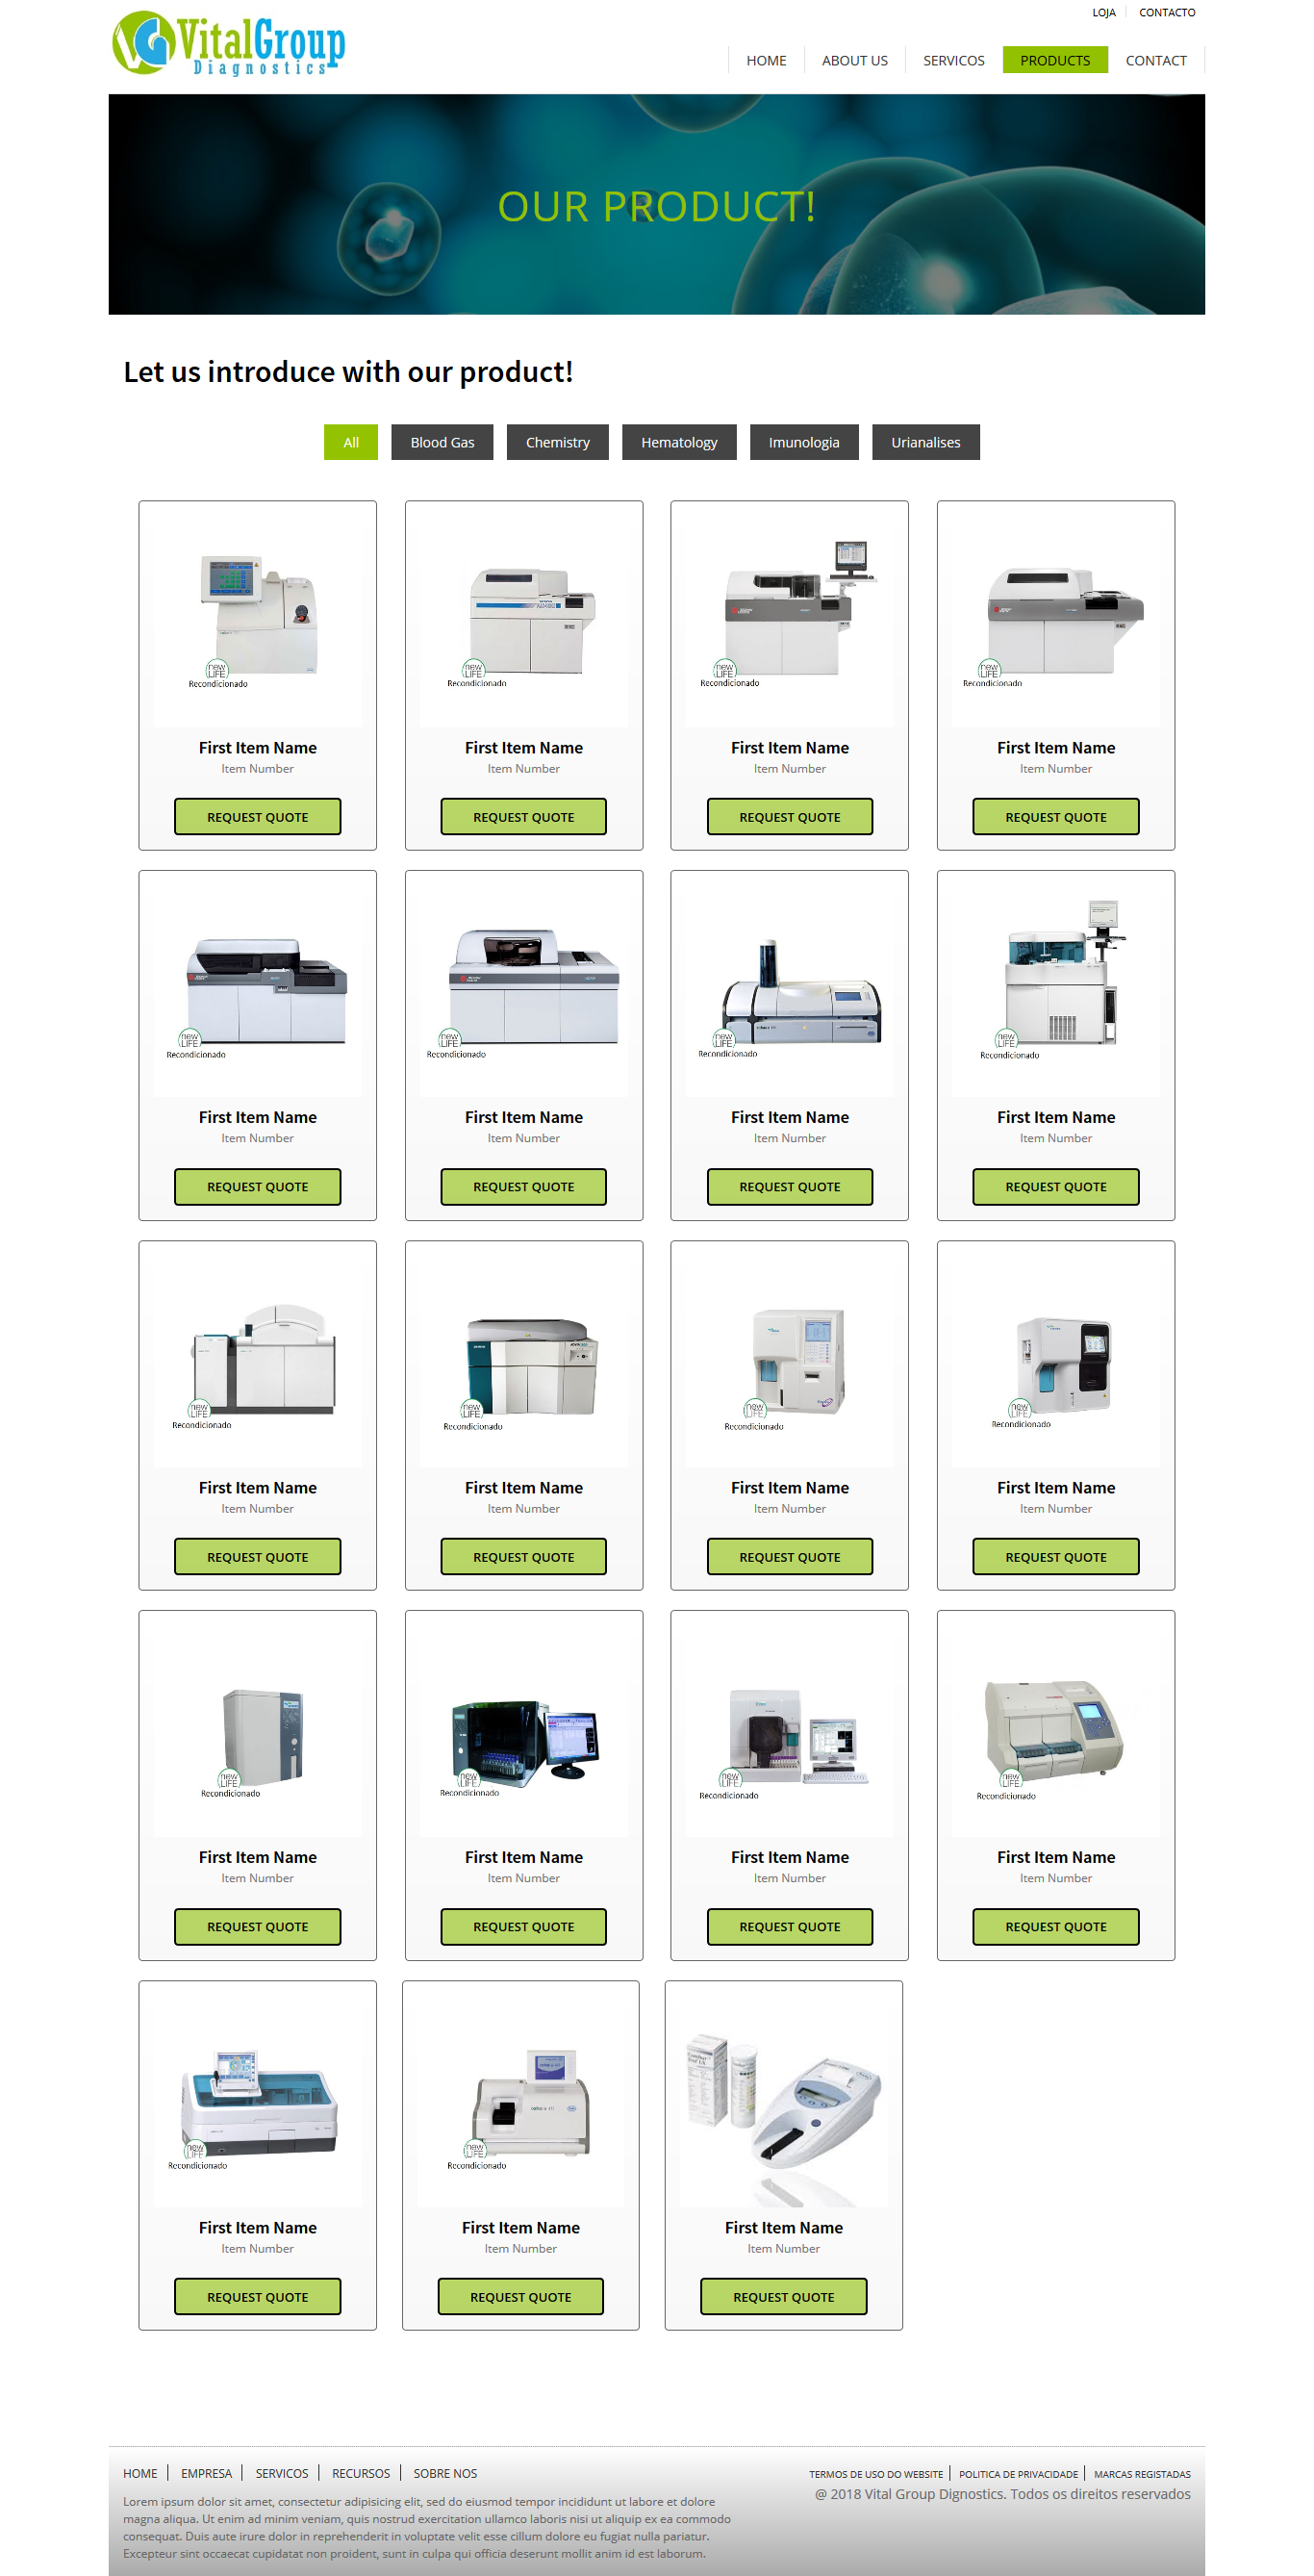 LOJA
CONTACTO
VitalGroup
Diagnostics
HOME
ABOUT US
SERVICOS
PRODUCTS
CONTACT
OUR PRODUCT!
Let us introduce with our product!
All
Blood Gas
Chemistry
Hematology
Imunologia
Urianalises
new LIFE
Recondicionado
new LIFE
Recondicionado
new LIFE
Recondicionado
new LIFE
Recondicionado
First Item Name
First Item Name
First Item Name
First Item Name
Item Number
Item Number
Item Number
Item Number
REQUEST QUOTE
REQUEST QUOTE
REQUEST QUOTE
REQUEST QUOTE
new LIFE
Recondicionado
new LIFE
Recondicionado
new LIFE
Recondicionado
new LIFE
Recondicionado
First Item Name
First Item Name
First Item Name
First Item Name
Item Number
Item Number
Item Number
Item Number
REQUEST QUOTE
REQUEST QUOTE
REQUEST QUOTE
REQUEST QUOTE
new LIFE
Recondicionado
new LIFE
Recondicionado
new LIFE
Recondicionado
new LIFE
Recondicionado
First Item Name
First Item Name
First Item Name
First Item Name
Item Number
Item Number
Item Number
Item Number
REQUEST QUOTE
REQUEST QUOTE
REQUEST QUOTE
REQUEST QUOTE
new LIFE
Recondicionado
new LIFE
Recondicionado
new LIFE
Recondicionado
new LIFE
Recondicionado
First Item Name
First Item Name
First Item Name
First Item Name
Item Number
Item Number
Item Number
Item Number
REQUEST QUOTE
REQUEST QUOTE
REQUEST QUOTE
REQUEST QUOTE
new LIFE
Recondicionado
new LIFE
Recondicionado
First Item Name
First Item Name
First Item Name
Item Number
Item Number
Item Number
REQUEST QUOTE
REQUEST QUOTE
REQUEST QUOTE
HOME
EMPRESA
SERVICOS
RECURSOS
SOBRE NOS
Lorem ipsum dolor sit amet, consectetur adipisicing elit, sed do eiusmod tempor incididunt ut labore et dolore
magna aliqua. Ut enim ad minim veniam, quis nostrud exercitation ullamco laboris nisi ut aliquip ex ea commodo
consequat. Duis aute irure dolor in reprehenderit in voluptate velit esse cillum dolore eu fugiat nulla pariatur.
Excepteur sint occaecat cupidatat non proident, sunt in culpa qui officia deserunt mollit anim id est laborum.
TERMOS DE USO DO WEBSITE
POLITICA DE PRIVACIDADE
MARCAS REGISTADAS
@ 2018 Vital Group Dignostics. Todos os direitos reservados